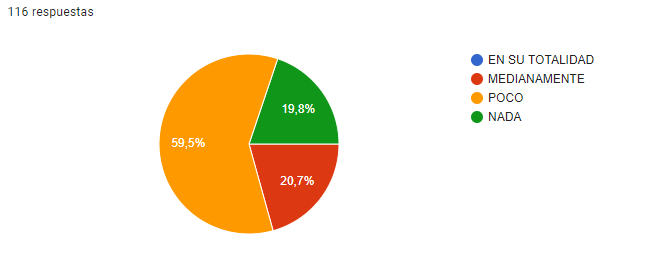 116 respuestas
EN SU TOTALIDAD
MEDIANAMENTE
POCO
NADA
19,8%
59,5%
20,7%